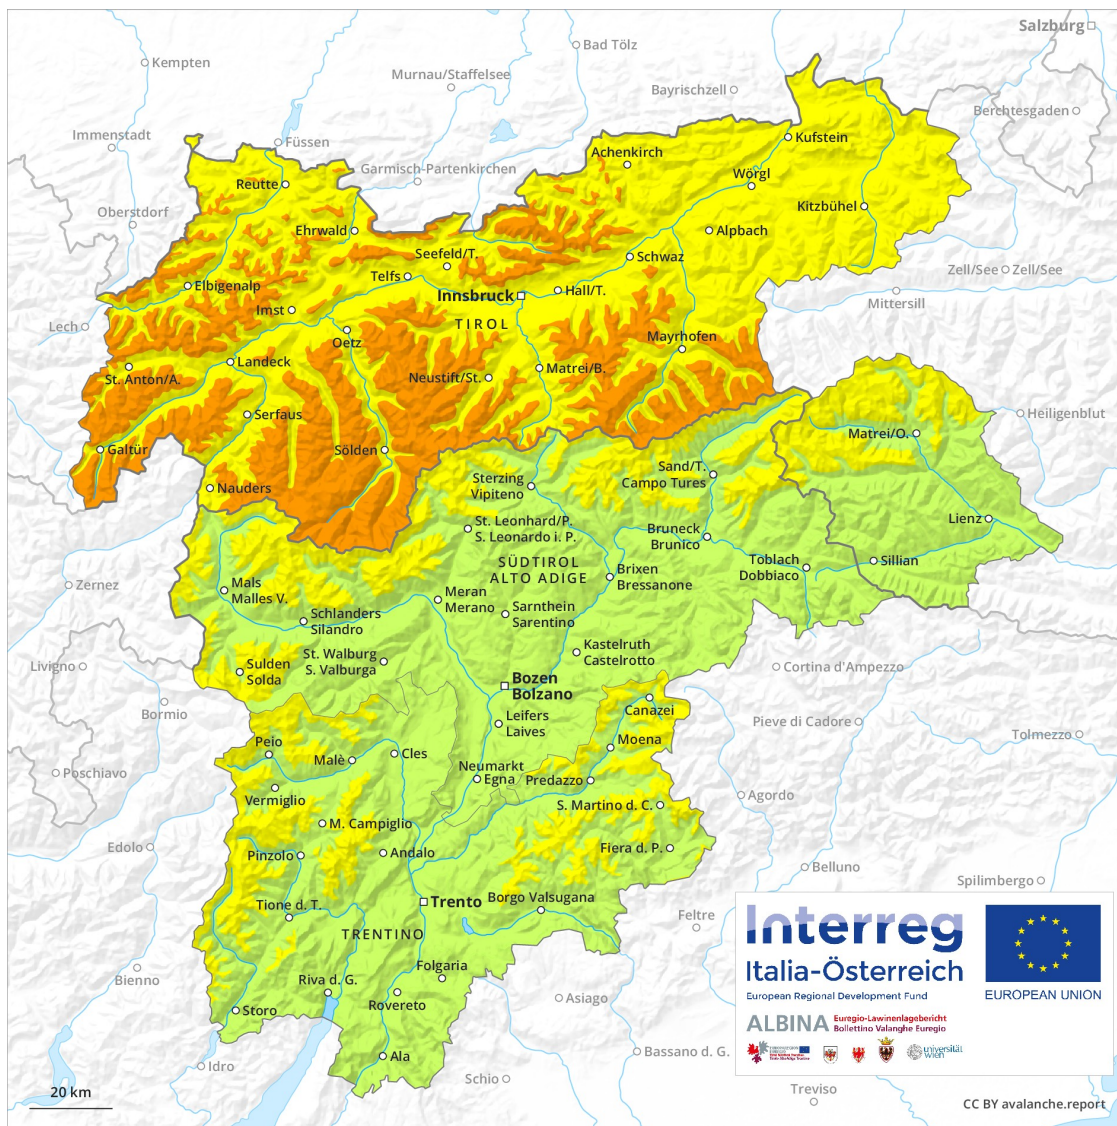 Salzburg
Bad Tölz
Kempten
Murnau/Staffelsee
Bayrischzell
Berchtesgaden
Immenstadt
Füssen
Kufstein
Achenkirch
Garmisch-Partenkirchen
Wörgl
Reutte
Kitzbühel
Oberstdorf
Ehrwald
Alpbach
Seefeld/T.
Schwaz
Telfs
Zell/See
Zell/See
Elbigenalp
Hall/T.
Innsbruck
Mittersill
Imst
TIROL
Lech
Oetz
Mayrhofen
Landeck
Matrei/B.
St. Anton/A.
Neustift/St.
Serfaus
Heiligenblut
Matrei/O.
Galtür
Sölden
Sand/T.
Campo Tures
Sterzing
Vipiteno
Nauders
Lienz
St. Leonhard/P.
S. Leonardo i. P.
Bruneck
Brunico
SÜDTIROL
ALTO ADIGE
Toblach
Dobbiaco
Sillian
Brixen
Bressanone
Zernez
Mals
Malles V.
Meran
Merano
Sarnthein
Sarentino
Schlanders
Silandro
Kastelruth
Castelrotto
St. Walburg
S. Valburga
Livigno
Sulden
Solda
Cortina d'Ampezzo
Bozen
Bolzano
Canazei
Bormio
Leifers
Laives
Pieve di Cadore
Tolmezzo
Peio
Moena
Malè
Cles
Neumarkt
Egna
Predazzo
Poschiavo
Vermiglio
Agordo
S. Martino d. C.
M. Campiglio
Edolo
Pinzolo
Andalo
Fiera d. P.
Belluno
Spilimbergo
Tione d. T.
Trento
Borgo Valsugana
Feltre
TRENTINO
Folgaria
Bienno
Riva d. G.
Rovereto
Asiago
Storo
Ala
Bassano d. G.
Idro
Schio
Treviso
20 km
Interreg
Italia-Österreich
European Regional Development Fund
EUROPEAN UNION
ALBINA
Euregio-Lawinenlagebericht
Bollettino Valanghe Euregio
universität
wien
CC BY avalanche.report